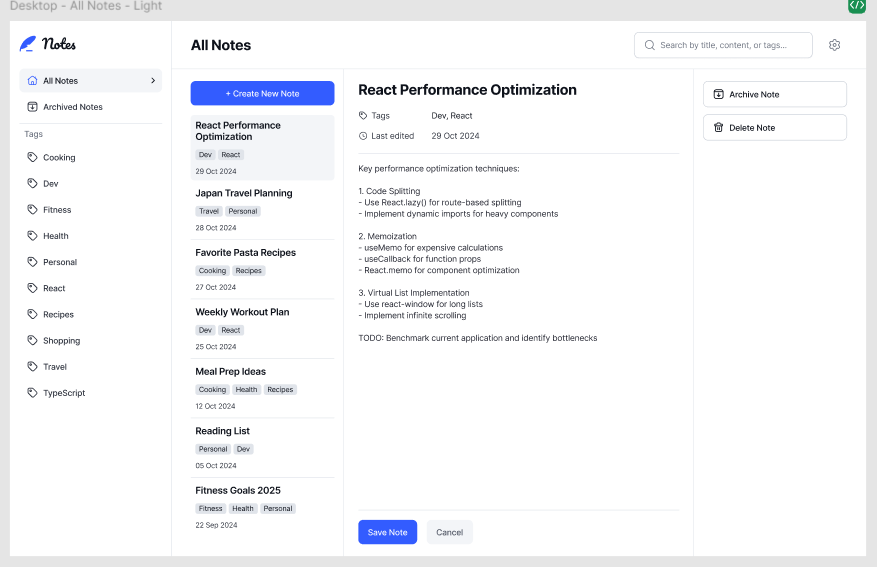 Desktop - All Notes - Light
</>
Notes
All Notes
Archived Notes
Tags
Cooking
Dev
Fitness
Health
Personal
React
Recipes
Shopping
Travel
TypeScript
All Notes
Search by title, content, or tags...
+ Create New Note
React Performance
Optimization
Dev React
29 Oct 2024
Japan Travel Planning
Travel Personal
28 Oct 2024
Favorite Pasta Recipes
Cooking Recipes
27 Oct 2024
Weekly Workout Plan
Dev React
25 Oct 2024
Meal Prep Ideas
Cooking Health Recipes
12 Oct 2024
Reading List
Personal Dev
05 Oct 2024
Fitness Goals 2025
Fitness Health Personal
22 Sep 2024
React Performance Optimization
Tags Dev, React
Last edited 29 Oct 2024
Key performance optimization techniques:
1. Code Splitting
- Use React.lazy() for route-based splitting
- Implement dynamic imports for heavy components
2. Memoization
- useMemo for expensive calculations
- useCallback for function props
- React.memo for component optimization
3. Virtual List Implementation
- Use react-window for long lists
- Implement infinite scrolling
TODO: Benchmark current application and identify bottlenecks
Save Note
Cancel
Archive Note
Delete Note